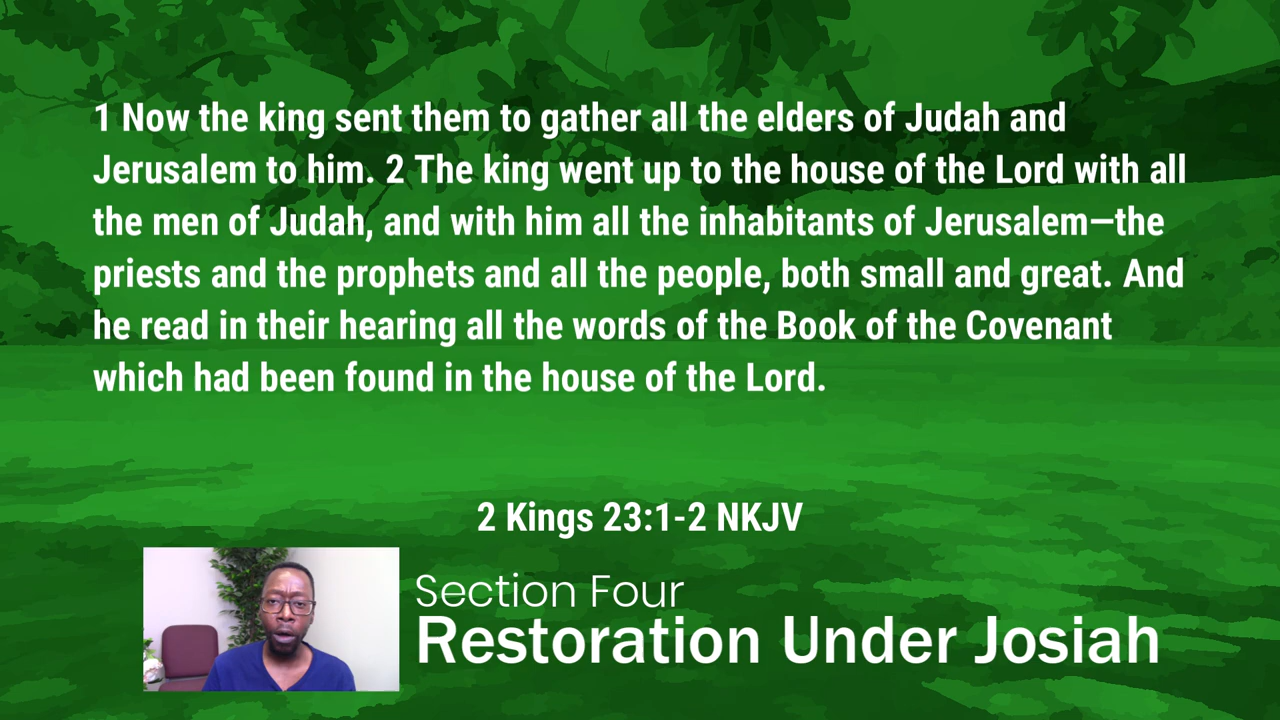 1 Now the king sent them to gather all the elders of Judah and
Jerusalem to him. 2 The king went up to the house of the Lord with all
the men of Judah, and with him all the inhabitants of Jerusalem—the
priests and the prophets and all the people, both small and great. And
he read in their hearing all the words of the Book of the Covenant
which had been found in the house of the Lord.
2 Kings 23:1-2 NKJV
Section Four
Restoration Under Josiah